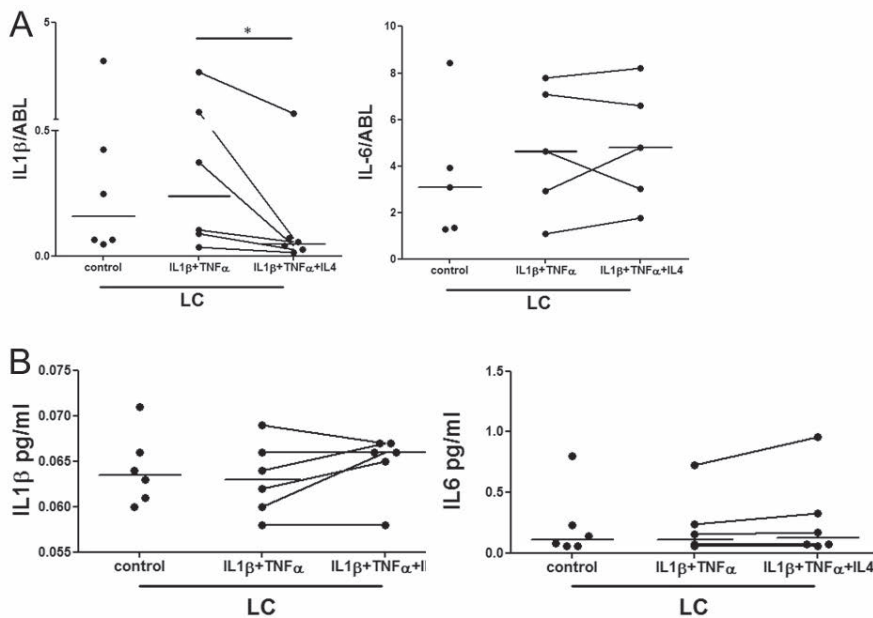 A
IL1β/ABL
5
0.5
0.0
*
control
IL1β+TNFα
IL1β+TNFα+IL4
LC
IL-6/ABL
10
8
6
4
2
0
control
IL1β+TNFα
IL1β+TNFα+IL4
LC
B
IL1β pg/ml
0.075
0.070
0.065
0.060
0.055
control
IL1β+TNFα
IL1β+TNFα+II
LC
IL6 pg/ml
1.5
1.0
0.5
0.0
control
IL1β+TNFα
IL1β+TNFα+IL4
LC